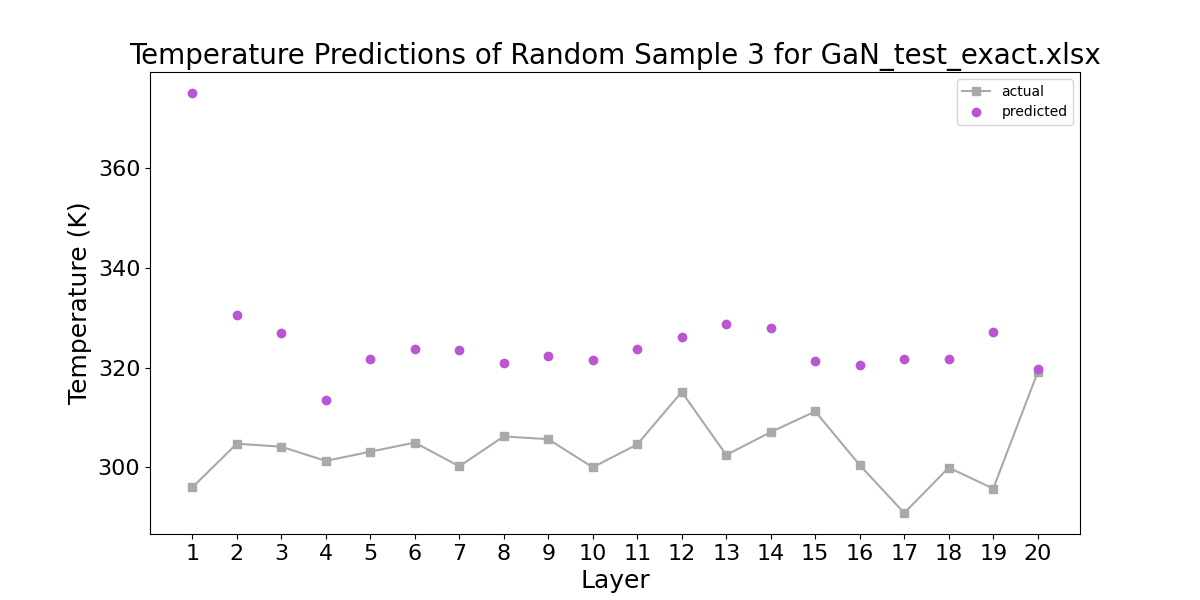 Temperature Predictions of Random Sample 3 for GaN_test_exact.xlsx
actual
predicted
360
340
320
300
Temperature (K)
1 2 3 4 5 6 7 8 9 10 11 12 13 14 15 16 17 18 19 20
Layer